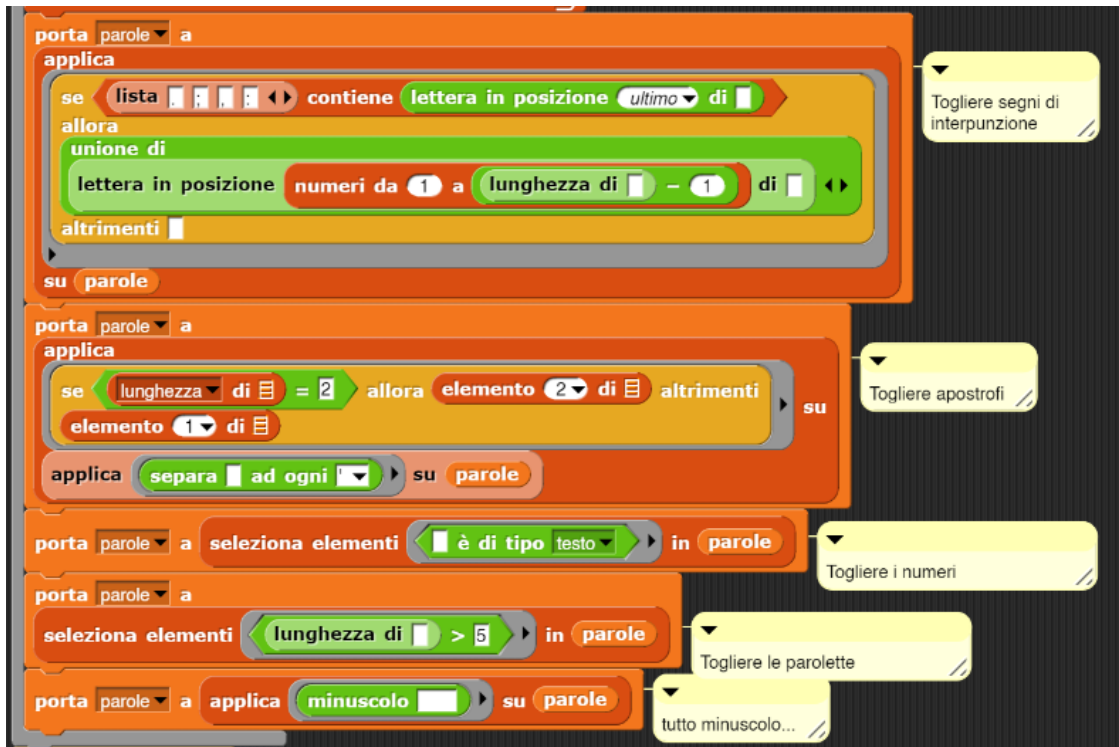 porta parole a
applica
se lista . ; , : contiene lettera in posizione ultimo di
allora
unione di
lettera in posizione numeri da 1 a lunghezza di - 1 di
altrimenti
su parole
Togliere segni di
interpunzione
porta parole a
applica
se lunghezza di = 2 allora elemento 2 di altrimenti
elemento 1 di
su
applica separa ad ogni ' su parole
Togliere apostrofi
porta parole a seleziona elementi è di tipo testo in parole
Togliere i numeri
porta parole a
seleziona elementi lunghezza di > 5 in parole
Togliere le parolette
porta parole a applica minuscolo su parole
tutto minuscolo...